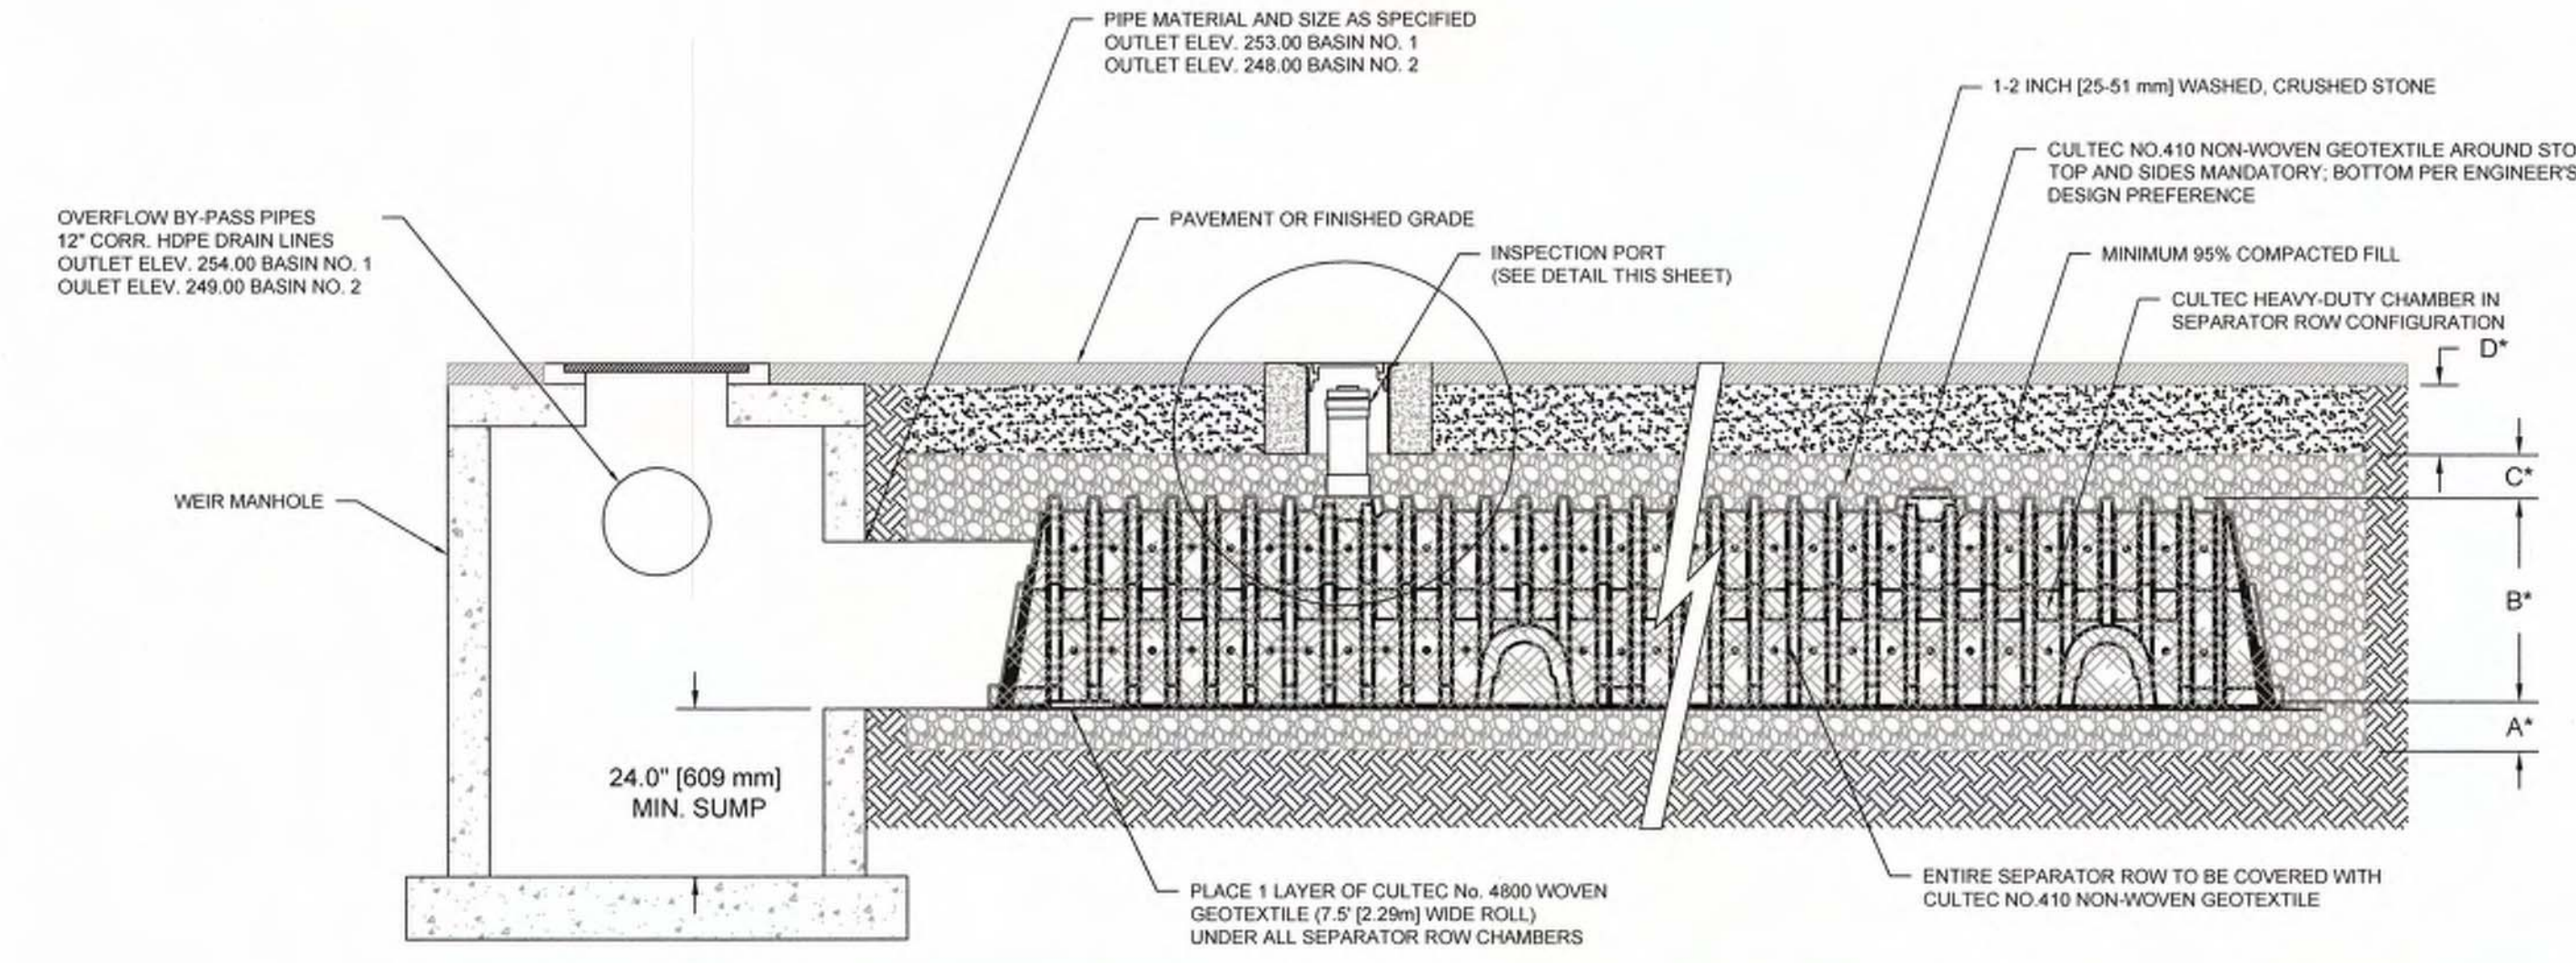 PIPE MATERIAL AND SIZE AS SPECIFIED
OUTLET ELEV. 253.00 BASIN NO. 1
OUTLET ELEV. 248.00 BASIN NO. 2
1-2 INCH [25-51 mm] WASHED, CRUSHED STONE
CULTEC NO.410 NON-WOVEN GEOTEXTILE AROUND STO
TOP AND SIDES MANDATORY; BOTTOM PER ENGINEER'S
DESIGN PREFERENCE
OVERFLOW BY-PASS PIPES
12" CORR. HDPE DRAIN LINES
OUTLET ELEV. 254.00 BASIN NO. 1
OULET ELEV. 249.00 BASIN NO. 2
PAVEMENT OR FINISHED GRADE
INSPECTION PORT
(SEE DETAIL THIS SHEET)
MINIMUM 95% COMPACTED FILL
CULTEC HEAVY-DUTY CHAMBER IN
SEPARATOR ROW CONFIGURATION
D*
C*
WEIR MANHOLE
B*
A*
24.0" [609 mm]
MIN. SUMP
PLACE 1 LAYER OF CULTEC No. 4800 WOVEN
GEOTEXTILE (7.5' [2.29m] WIDE ROLL)
UNDER ALL SEPARATOR ROW CHAMBERS
ENTIRE SEPARATOR ROW TO BE COVERED WITH
CULTEC NO.410 NON-WOVEN GEOTEXTILE